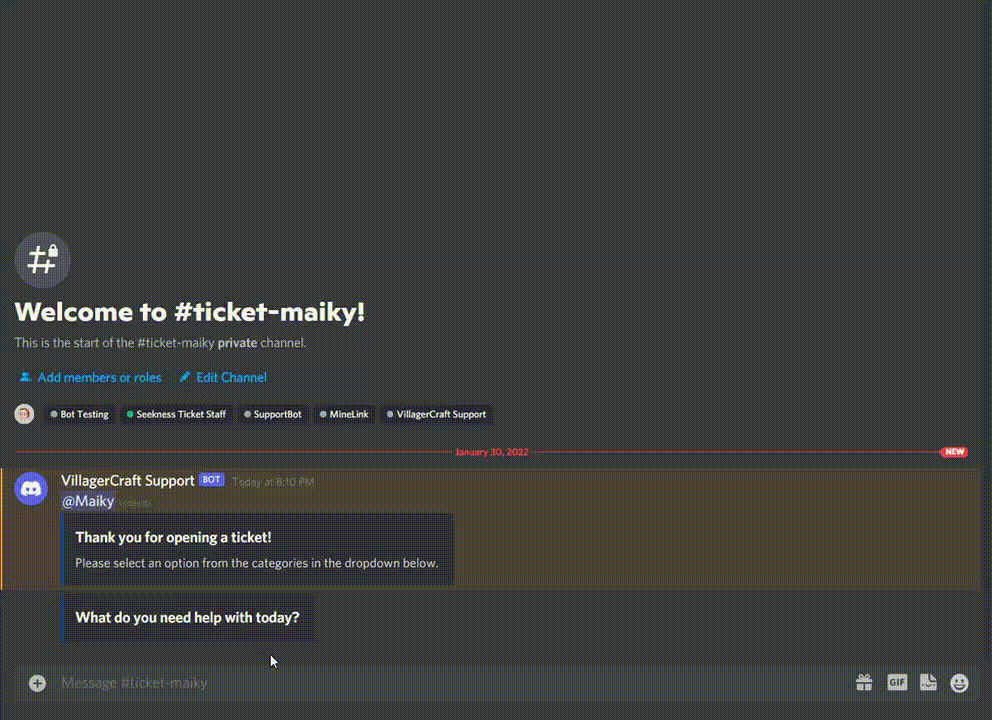 Welcome to #ticket-maiky!
This is the start of the #ticket-maiky private channel.
Add members or roles Edit Channel
Bot Testing Seekness Ticket Staff SupportBot MineLink VillagerCraft Support
January 30, 2022 NEW
VillagerCraft Support BOT Today at 8:10 PM
@Maiky (edited)
Thank you for opening a ticket!
Please select an option from the categories in the dropdown below.
What do you need help with today?
Message #ticket-maiky GIF